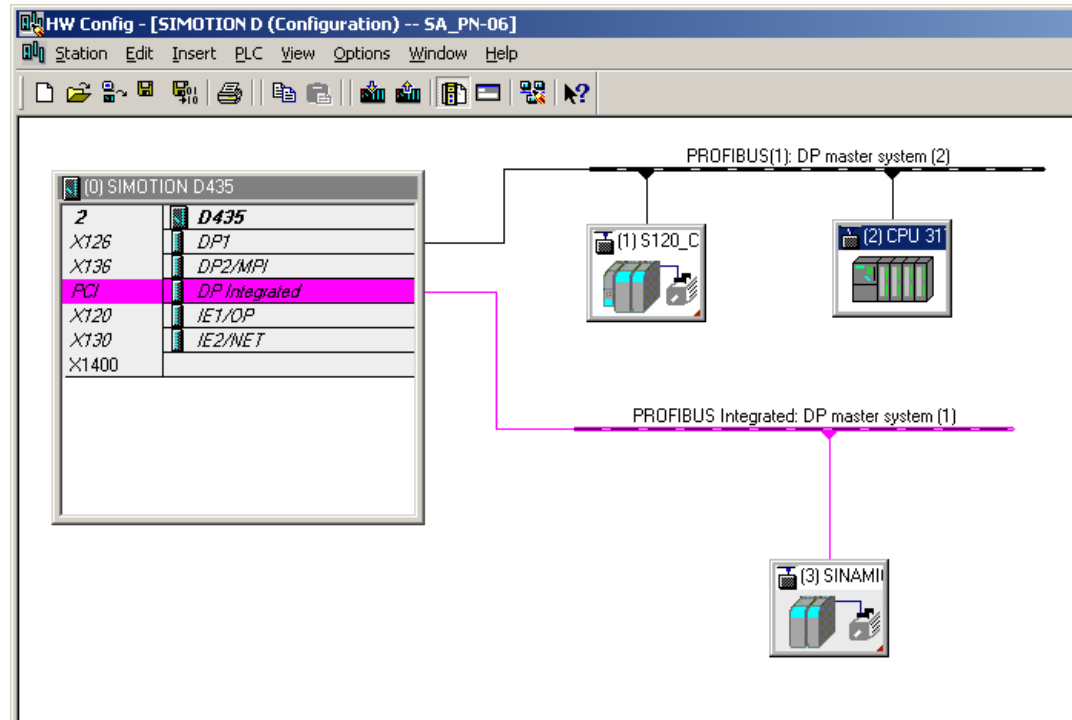 HW Config - [SIMOTION D (Configuration) -- SA_PN-06]
Station Edit Insert PLC View Options Window Help
PROFIBUS(1): DP master system (2)
(0) SIMOTION D435
2 D435
X126 DP1
X136 DP2/MPI
PCI DP Integrated
X120 IE1/OP
X130 IE2/NET
X1400
(1) S120_C
(2) CPU 31
PROFIBUS Integrated: DP master system (1)
(3) SINAMI